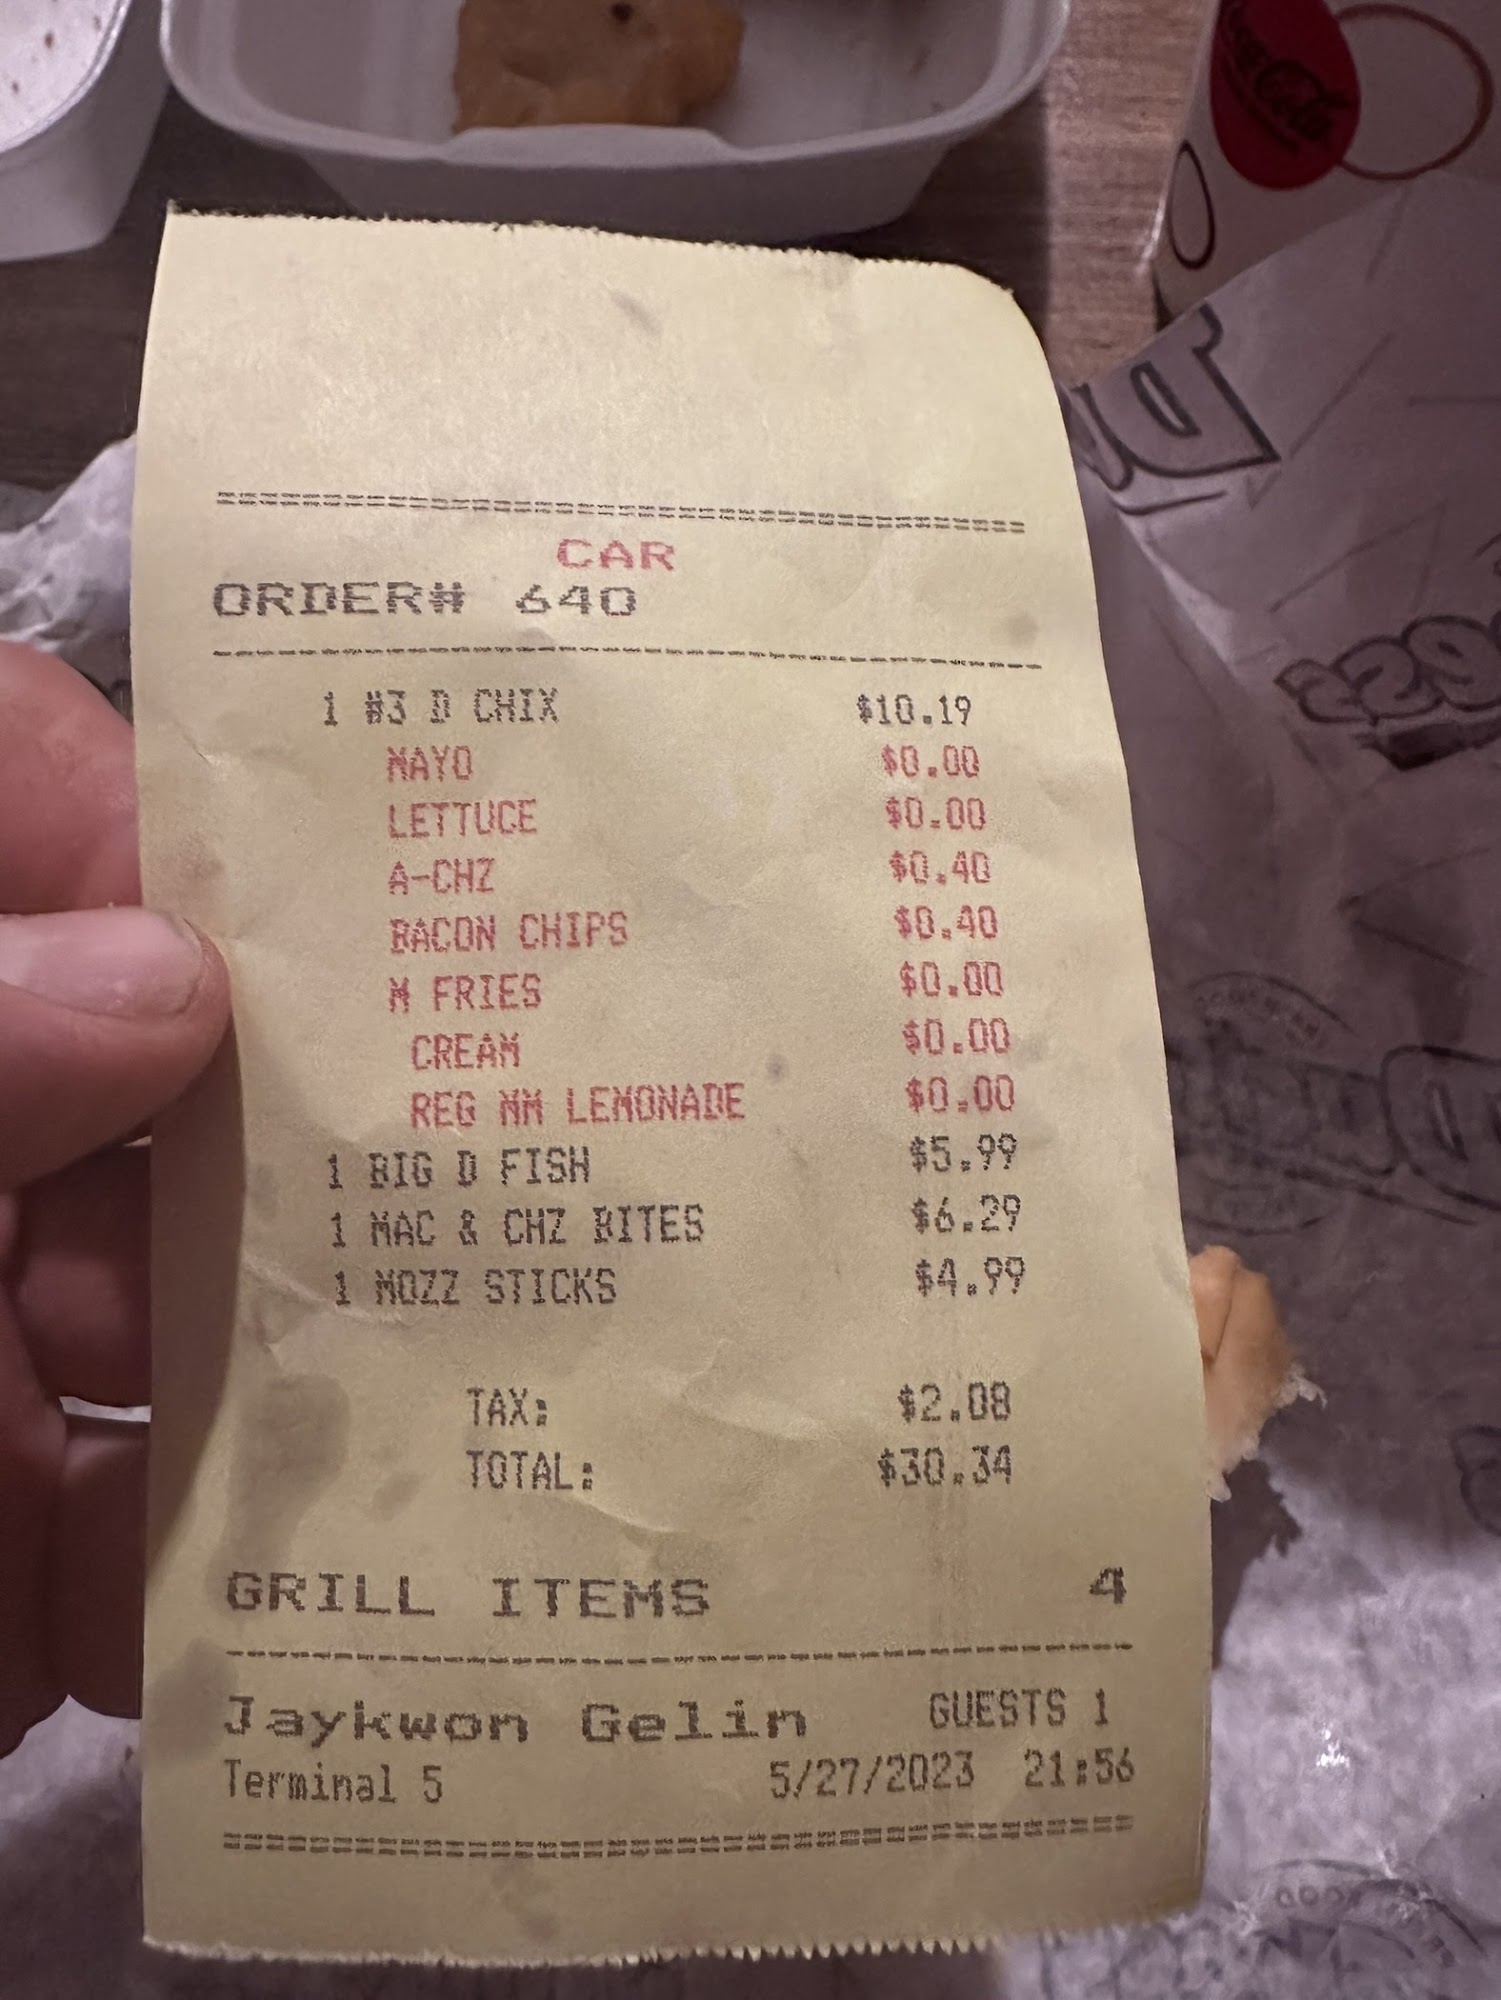 Coca-Cola
CAR
ORDER# 640
1 #3 D CHIX $10.19
MAYO $0.00
LETTUCE $0.00
A-CHZ $0.40
BACON CHIPS $0.40
M FRIES $0.00
CREAM $0.00
REG MM LEMONADE $0.00
1 BIG D FISH $5.99
1 MAC & CHZ BITES $6.29
1 MOZZ STICKS $4.99
TAX: $2.08
TOTAL: $30.34
GRILL ITEMS 4
Jaykwon Gelin GUESTS 1
Terminal 5 5/27/2023 21:56